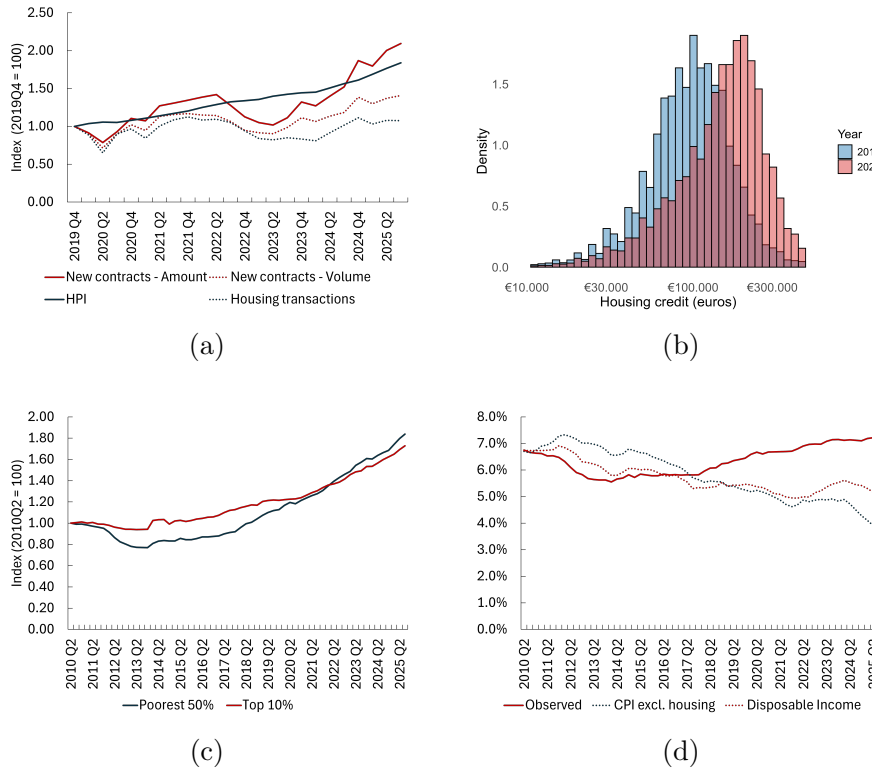 2.50
2.00
1.50
1.00
0.50
0.00
Index (2019Q4 = 100)
2019 Q4
2020 Q2
2020 Q4
2021 Q2
2021 Q4
2022 Q2
2022 Q4
2023 Q2
2023 Q4
2024 Q2
2024 Q4
2025 Q2
New contracts - Amount
New contracts - Volume
HPI
Housing transactions
(a)
1.5
1.0
0.5
0.0
Density
€10.000
€30.000
€100.000
€300.000
Housing credit (euros)
Year
(b)
2.00
1.80
1.60
1.40
1.20
1.00
0.80
0.60
0.40
0.20
0.00
Index (2010Q2 = 100)
2010 Q2
2011 Q2
2012 Q2
2013 Q2
2014 Q2
2015 Q2
2016 Q2
2017 Q2
2018 Q2
2019 Q2
2020 Q2
2021 Q2
2022 Q2
2023 Q2
2024 Q2
2025 Q2
Poorest 50%
Top 10%
(c)
8.0%
7.0%
6.0%
5.0%
4.0%
3.0%
2.0%
1.0%
0.0%
2010 Q2
2011 Q2
2012 Q2
2013 Q2
2014 Q2
2015 Q2
2016 Q2
2017 Q2
2018 Q2
2019 Q2
2020 Q2
2021 Q2
2022 Q2
2023 Q2
2024 Q2
2025 Q2
Observed
CPI excl. housing
Disposable Income
(d)